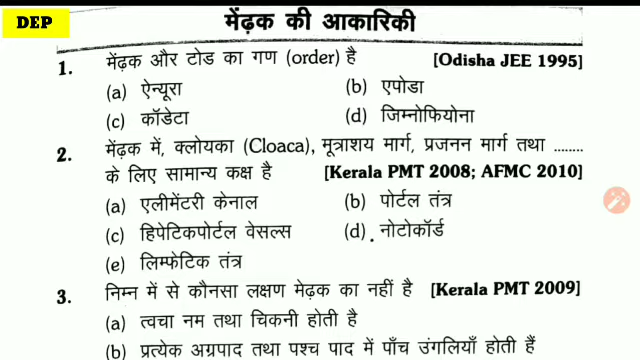 DEP
मेंढ़क की आकारिकी
1. मेंढ़क और टोड का गण (order) है [Odisha JEE 1995]
(a) ऐन्यूरा (b) एपोडा
(c) कॉडेटा (d) जिम्नोफियोना
2. मेंढ़क में, क्लोयका (Cloaca), मूत्राशय मार्ग, प्रजनन मार्ग तथा ........
के लिए सामान्य कक्ष है [Kerala PMT 2008; AFMC 2010]
(a) एलीमेंटरी केनाल (b) पोर्टल तंत्र
(c) हिपेटिकपोर्टल वेसल्स (d) नोटोकॉर्ड
(e) लिम्फेटिक तंत्र
3. निम्न में से कौनसा लक्षण मेढ़क का नहीं है [Kerala PMT 2009]
(a) त्वचा नम तथा चिकनी होती है
(b) प्रत्येक अग्रपाद तथा पश्च पाद में पाँच उंगलियाँ होती हैं